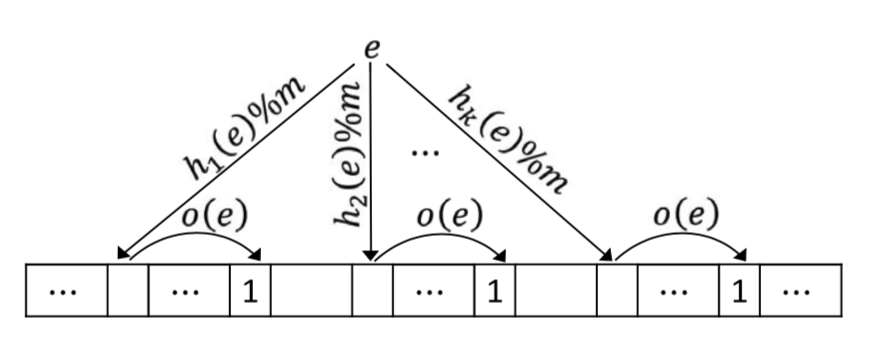 e
h₁(e)%m
h₂(e)%m
...
hₖ(e)%m
o(e) o(e) o(e)
... ... 1 ... 1 ... 1 ...